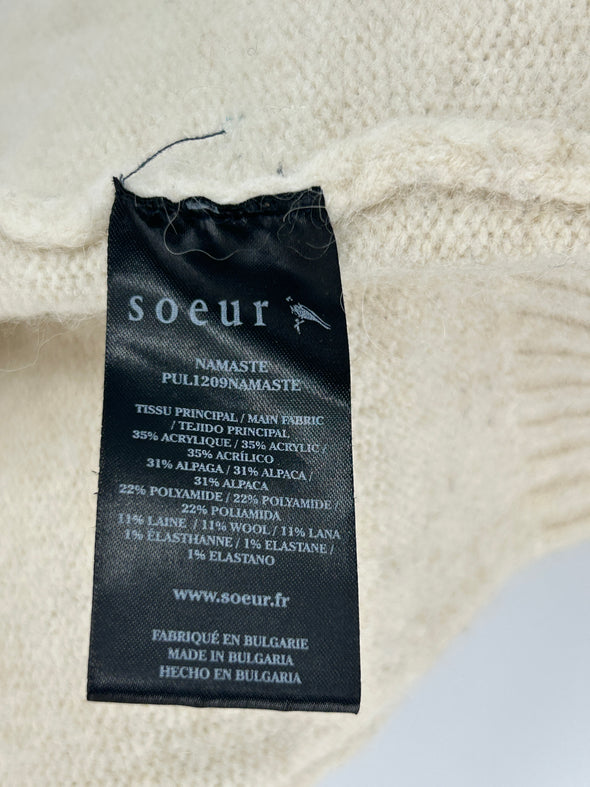 soeur
NAMASTE
PUL1209NAMASTE
TISSU PRINCIPAL / MAIN FABRIC
/ TEJIDO PRINCIPAL
35% ACRYLIQUE / 35% ACRYLIC /
35% ACRÍLICO
31% ALPAGA / 31% ALPACA /
31% ALPACA
22% POLYAMIDE / 22% POLYAMIDE /
22% POLIAMIDA
11% LAINE / 11% WOOL / 11% LANA
1% ÉLASTHANNE / 1% ELASTANE /
1% ELASTANO
www.soeur.fr
FABRIQUÉ EN BULGARIE
MADE IN BULGARIA
HECHO EN BULGARIA